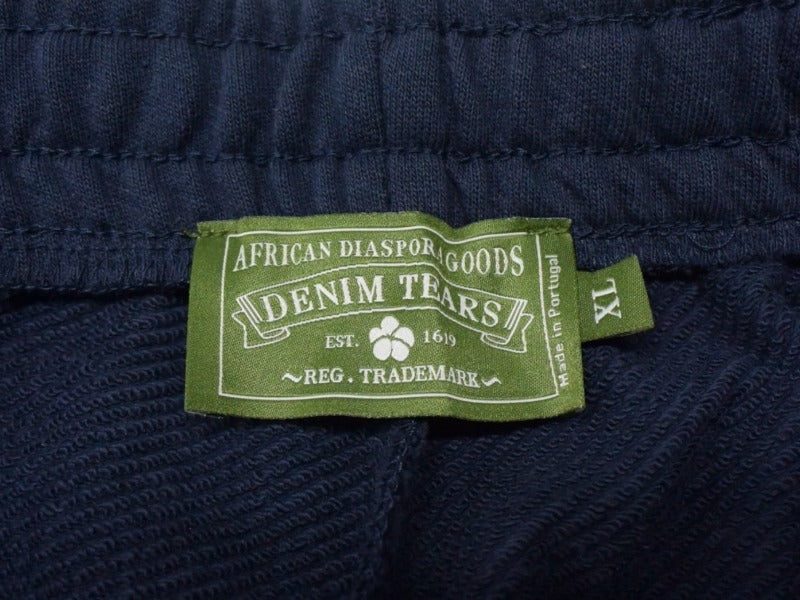 AFRICAN DIASPORA GOODS
DENIM TEARS
EST. 1619
~REG. TRADEMARK~
Made in Portugal
XL